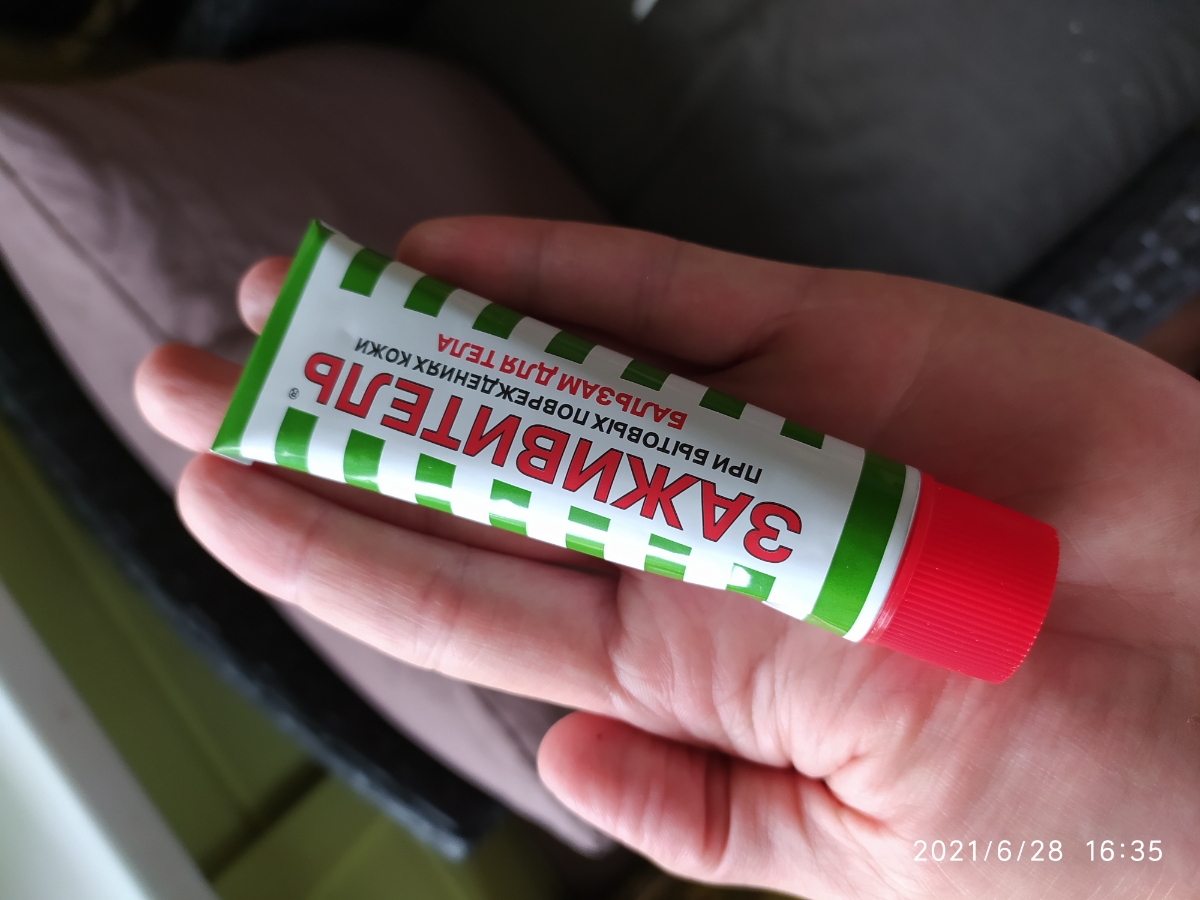 ЗАЖИВИТЕЛЬ®
ПРИ БЫТОВЫХ ПОВРЕЖДЕНИЯХ КОЖИ
БАЛЬЗАМ ДЛЯ ТЕЛА
2021/6/28 16:35